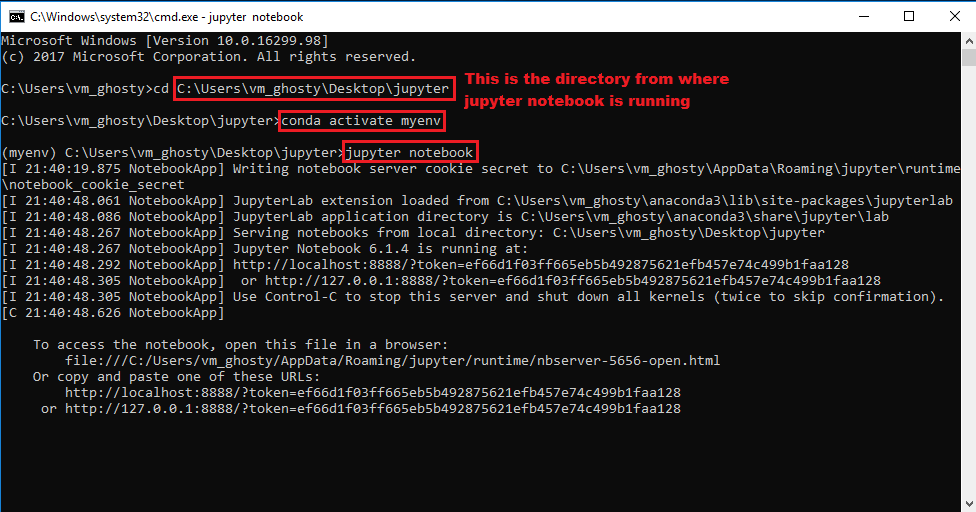 C:\Windows\system32\cmd.exe - jupyter notebook
Microsoft Windows [Version 10.0.16299.98]
(c) 2017 Microsoft Corporation. All rights reserved.
C:\Users\vm_ghosty>cd C:\Users\vm_ghosty\Desktop\jupyter
This is the directory from where
jupyter notebook is running
C:\Users\vm_ghosty\Desktop\jupyter>conda activate myenv
(myenv) C:\Users\vm_ghosty\Desktop\jupyter>jupyter notebook
[I 21:40:19.875 NotebookApp] Writing notebook server cookie secret to C:\Users\vm_ghosty\AppData\Roaming\jupyter\runtime
\notebook_cookie_secret
[I 21:40:48.061 NotebookApp] JupyterLab extension loaded from C:\Users\vm_ghosty\anaconda3\lib\site-packages\jupyterlab
[I 21:40:48.086 NotebookApp] JupyterLab application directory is C:\Users\vm_ghosty\anaconda3\share\jupyter\lab
[I 21:40:48.267 NotebookApp] Serving notebooks from local directory: C:\Users\vm_ghosty\Desktop\jupyter
[I 21:40:48.267 NotebookApp] Jupyter Notebook 6.1.4 is running at:
[I 21:40:48.292 NotebookApp] http://localhost:8888/?token=ef66d1f03ff665eb5b492875621efb457e74c499b1faa128
[I 21:40:48.305 NotebookApp]  or http://127.0.0.1:8888/?token=ef66d1f03ff665eb5b492875621efb457e74c499b1faa128
[I 21:40:48.305 NotebookApp] Use Control-C to stop this server and shut down all kernels (twice to skip confirmation).
[C 21:40:48.626 NotebookApp]
To access the notebook, open this file in a browser:
file:///C:/Users/vm_ghosty/AppData/Roaming/jupyter/runtime/nbserver-5656-open.html
Or copy and paste one of these URLs:
http://localhost:8888/?token=ef66d1f03ff665eb5b492875621efb457e74c499b1faa128
or http://127.0.0.1:8888/?token=ef66d1f03ff665eb5b492875621efb457e74c499b1faa128